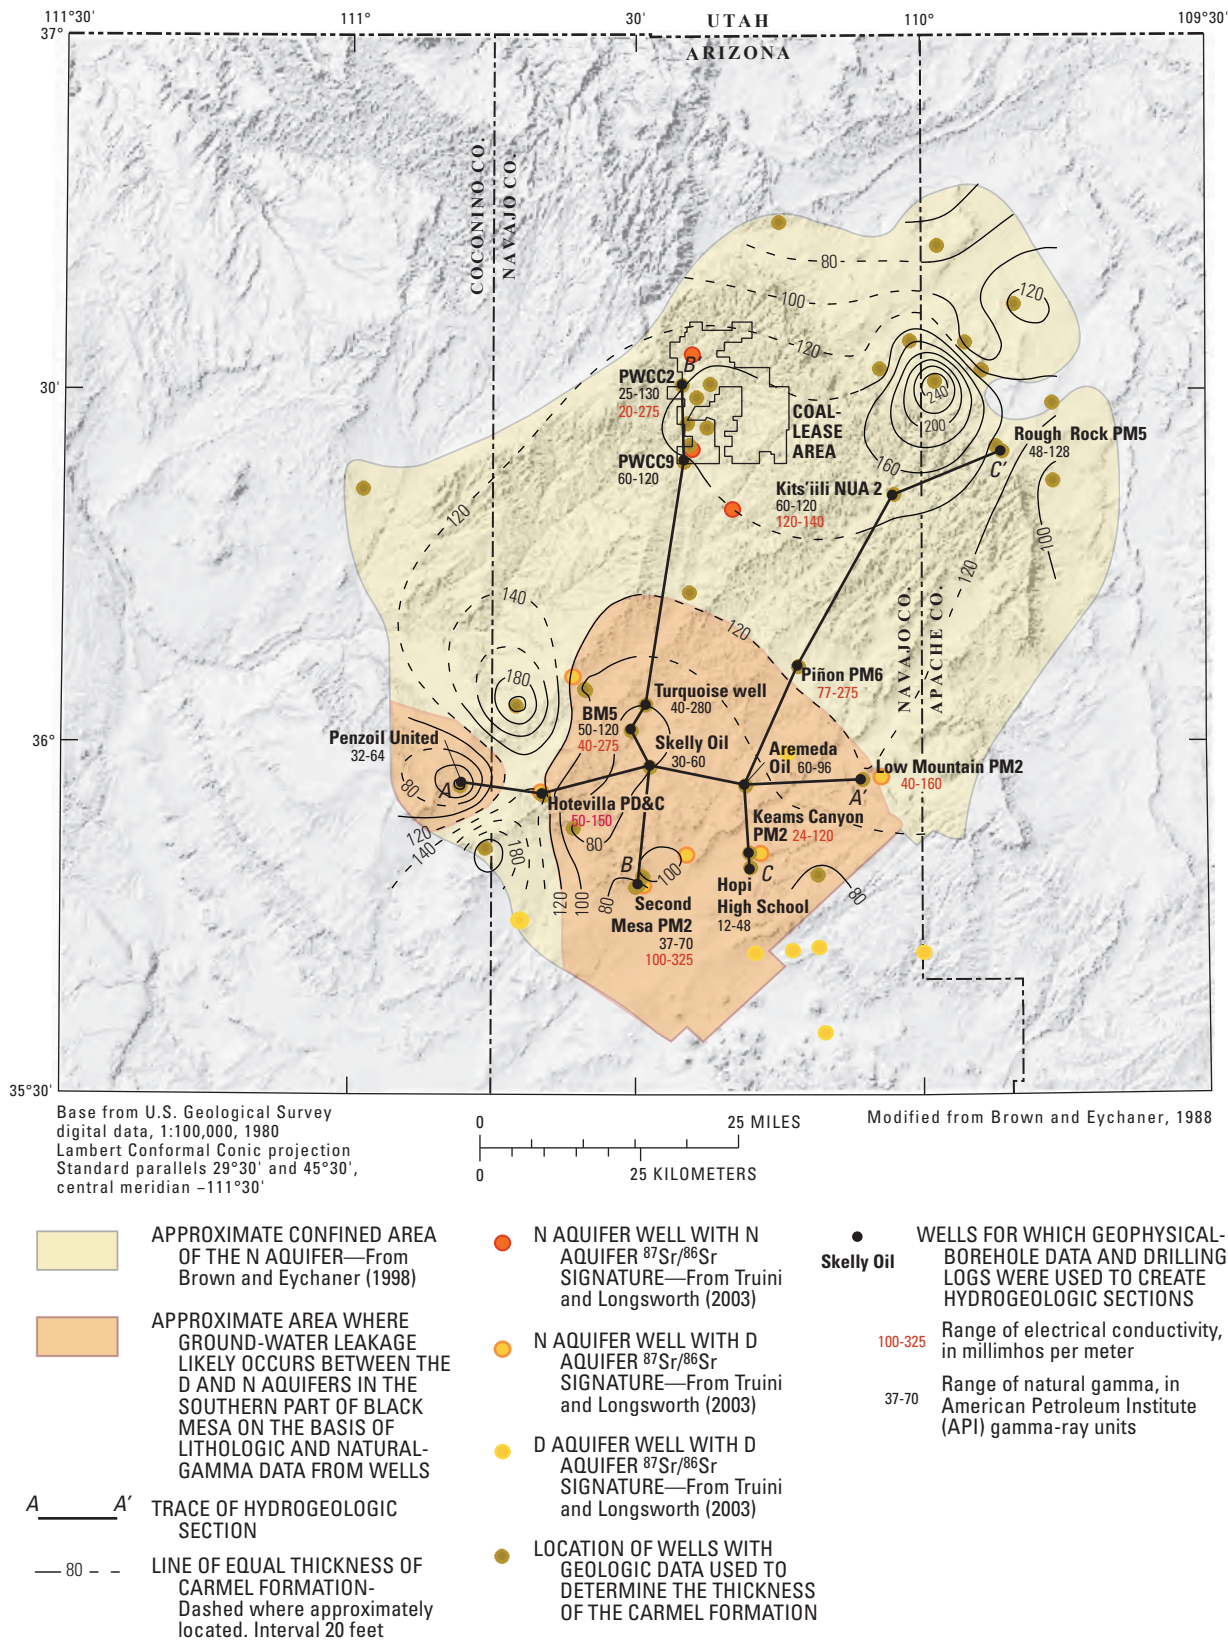 111°30'
111°
30'
110°
109°30'
37°
UTAH
ARIZONA
COCONINO CO.
NAVAJO CO.
80
100
120
120
B'
PWCC2
25-130
20-275
COAL-
LEASE
AREA
30'
240
200
160
Rough Rock PM5
48-128
C'
PWCC9
60-120
Kits'iili NUA 2
60-120
120-140
120
100
120
140
120
NAVAJO CO.
APACHE CO.
180
Piñon PM6
77-275
Turquoise well
40-280
BM5
50-120
40-275
Penzoil United
32-64
36°
Skelly Oil
30-60
Aremeda
Oil 60-96
Low Mountain PM2
40-160
80
A
A'
Hotevilla PD&C
50-150
Keams Canyon
PM2 24-120
120
140
180
80
B
100
C
120
100
80
80
Second
Mesa PM2
37-70
100-325
Hopi
High School
12-48
35°30'
Base from U.S. Geological Survey
digital data, 1:100,000, 1980
Lambert Conformal Conic projection
Standard parallels 29°30' and 45°30',
central meridian –111°30'
0
25 MILES
0
25 KILOMETERS
Modified from Brown and Eychaner, 1988
APPROXIMATE CONFINED AREA
OF THE N AQUIFER—From
Brown and Eychaner (1998)
APPROXIMATE AREA WHERE
GROUND-WATER LEAKAGE
LIKELY OCCURS BETWEEN THE
D AND N AQUIFERS IN THE
SOUTHERN PART OF BLACK
MESA ON THE BASIS OF
LITHOLOGIC AND NATURAL-
GAMMA DATA FROM WELLS
A A' TRACE OF HYDROGEOLOGIC
SECTION
80 LINE OF EQUAL THICKNESS OF
CARMEL FORMATION-
Dashed where approximately
located. Interval 20 feet
N AQUIFER WELL WITH N
AQUIFER ⁸⁷Sr/⁸⁶Sr
SIGNATURE—From Truini
and Longsworth (2003)
N AQUIFER WELL WITH D
AQUIFER ⁸⁷Sr/⁸⁶Sr
SIGNATURE—From Truini
and Longsworth (2003)
D AQUIFER WELL WITH D
AQUIFER ⁸⁷Sr/⁸⁶Sr
SIGNATURE—From Truini
and Longsworth (2003)
LOCATION OF WELLS WITH
GEOLOGIC DATA USED TO
DETERMINE THE THICKNESS
OF THE CARMEL FORMATION
Skelly Oil
WELLS FOR WHICH GEOPHYSICAL-
BOREHOLE DATA AND DRILLING
LOGS WERE USED TO CREATE
HYDROGEOLOGIC SECTIONS
100-325 Range of electrical conductivity,
in millimhos per meter
37-70 Range of natural gamma, in
American Petroleum Institute
(API) gamma-ray units